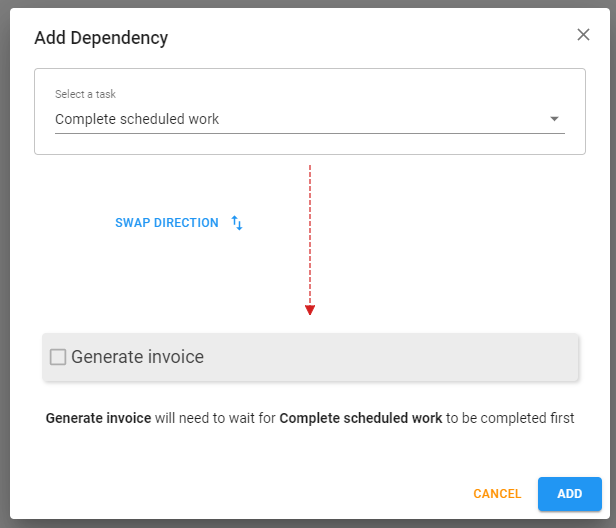 Add Dependency
Select a task
Complete scheduled work
SWAP DIRECTION
Generate invoice
Generate invoice will need to wait for Complete scheduled work to be completed first
CANCEL
ADD